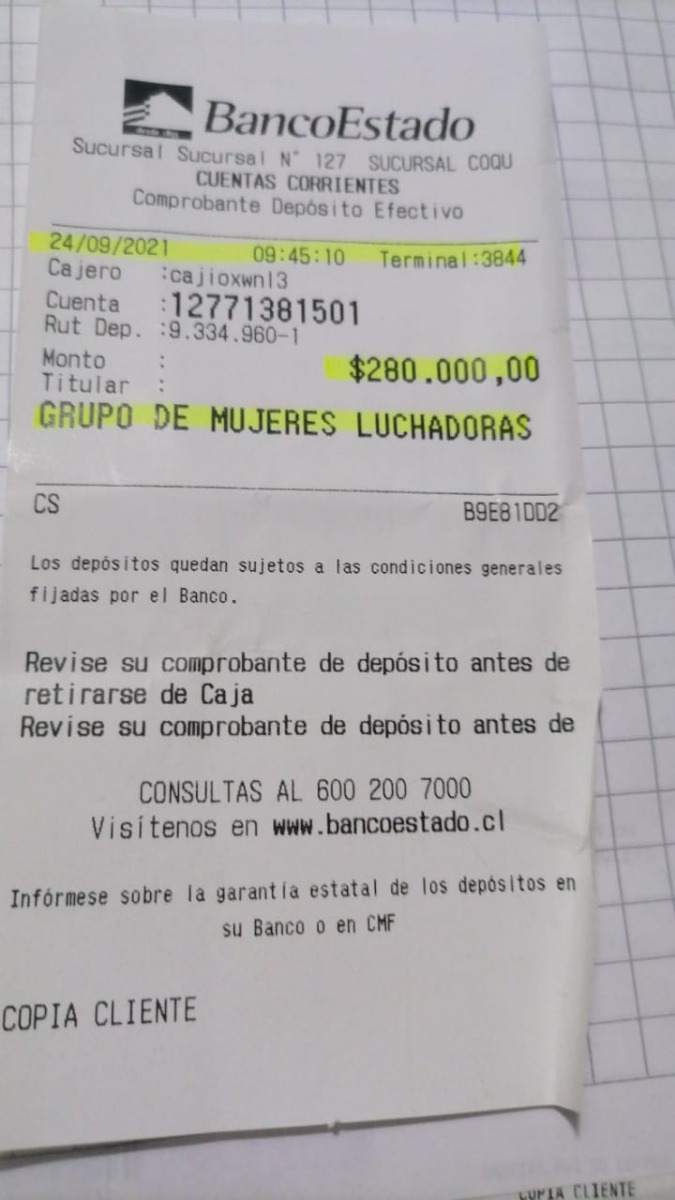 BancoEstado
Sucursal Sucursal N° 127 SUCURSAL COQU
CUENTAS CORRIENTES
Comprobante Depósito Efectivo
24/09/2021 09:45:10 Terminal:3844
Cajero :cajioxwnl3
Cuenta :12771381501
Rut Dep. :9.334.960-1
Monto : $280.000,00
Titular :
GRUPO DE MUJERES LUCHADORAS
CS B9E81DD2
Los depósitos quedan sujetos a las condiciones generales
fijadas por el Banco.
Revise su comprobante de depósito antes de
retirarse de Caja
Revise su comprobante de depósito antes de
CONSULTAS AL 600 200 7000
Visítenos en www.bancoestado.cl
Infórmese sobre la garantía estatal de los depósitos en
su Banco o en CMF
COPIA CLIENTE
COPIA CLIENTE